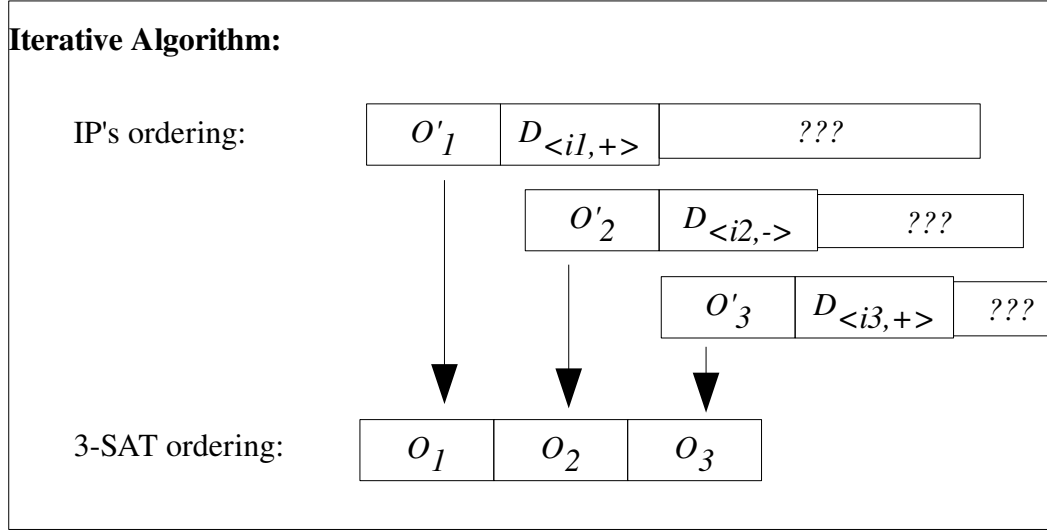 Iterative Algorithm:
IP's ordering: O'1 D<i1,+> ???
O'2 D<i2,-> ???
O'3 D<i3,+> ???
3-SAT ordering: O1 O2 O3